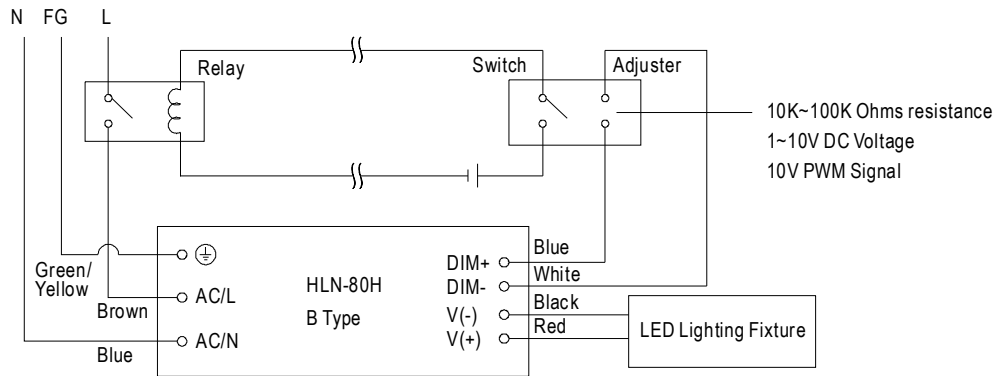 N FG L
Relay
Switch
Adjuster
10K~100K Ohms resistance
1~10V DC Voltage
10V PWM Signal
Green/
Yellow
Brown
Blue
AC/L
AC/N
HLN-80H
B Type
DIM+
DIM-
V(-)
V(+)
Blue
White
Black
Red
LED Lighting Fixture